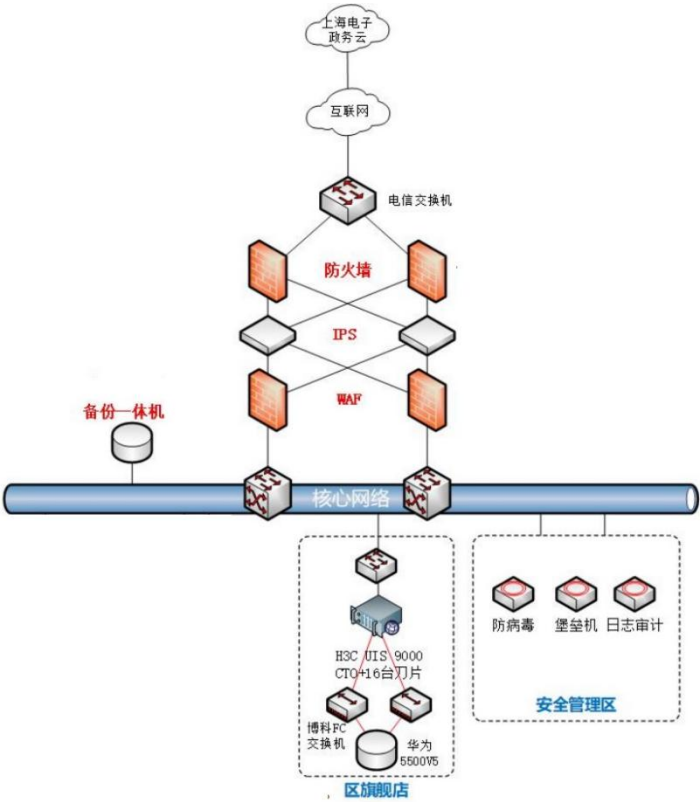 上海电子
政务云
互联网
电信交换机
防火墙
IPS
WAF
备份一体机
核心网络
H3C UIS 9000
CTO+16台刀片
博科FC
交换机
华为
5500V5
区旗舰店
防病毒
堡垒机
日志审计
安全管理区